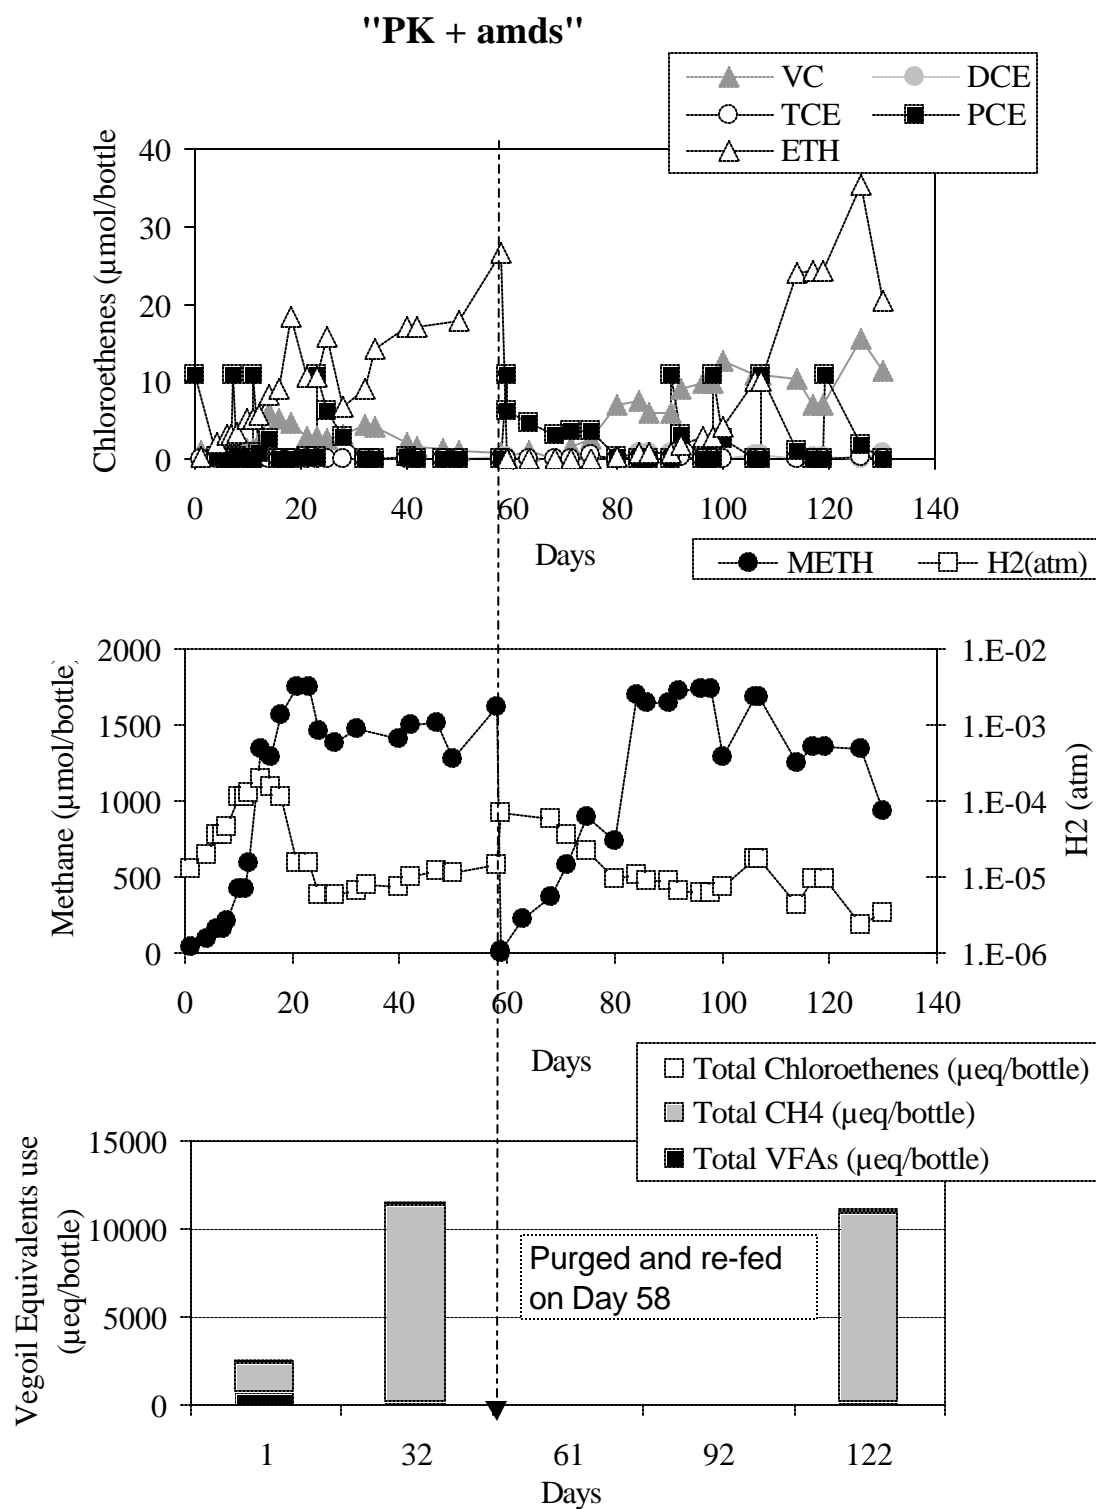 "PK + amds"
VC DCE
TCE PCE
ETH
Chloroethenes (µmol/bottle
40
30
20
10
0
0 20 40 60 80 100 120 140
Days
METH H2(atm)
Methane (µmol/bottle)
2000
1500
1000
500
0
1.E-02
1.E-03
1.E-04
1.E-05
1.E-06
H2 (atm)
0 20 40 60 80 100 120 140
Days
Total Chloroethenes (µeq/bottle)
Total CH4 (µeq/bottle)
Total VFAs (µeq/bottle)
Vegoil Equivalents use
(µeq/bottle)
15000
10000
5000
0
Purged and re-fed
on Day 58
1 32 61 92 122
Days